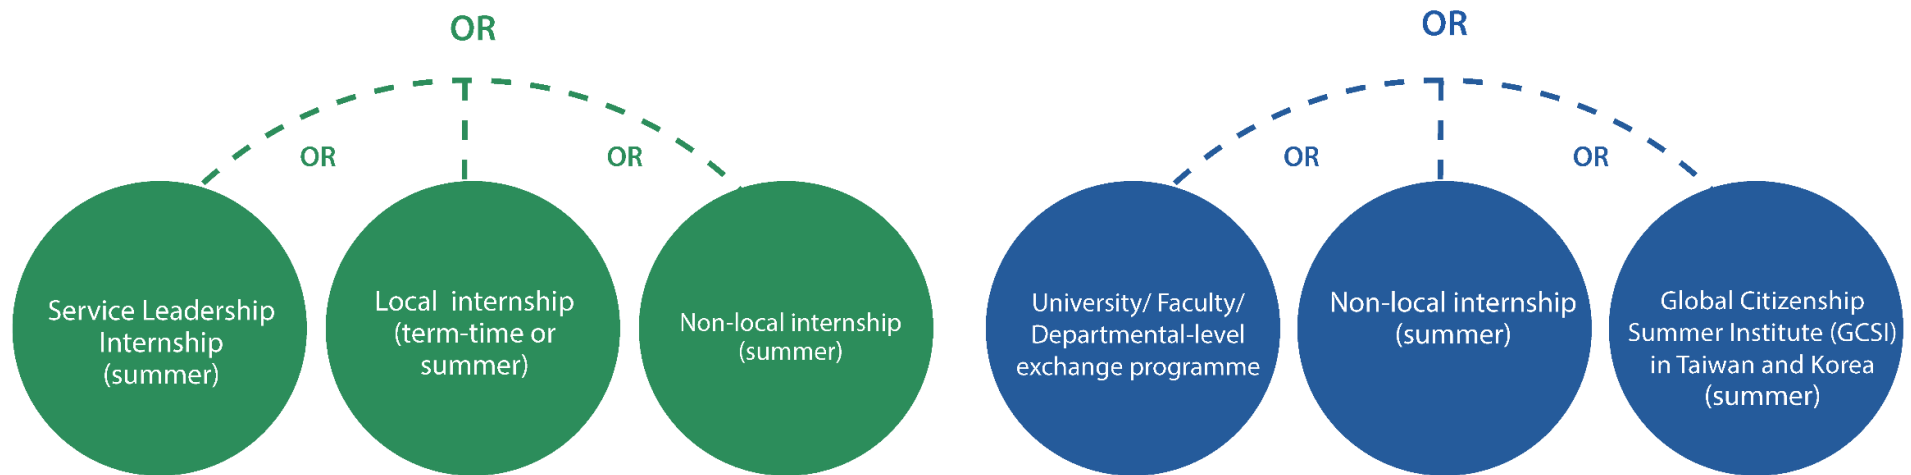 OR
OR
OR
Service Leadership
Internship
(summer)
Local internship
(term-time or
summer)
Non-local internship
(summer)
OR
OR
OR
University/ Faculty/
Departmental-level
exchange programme
Non-local internship
(summer)
Global Citizenship
Summer Institute (GCSI)
in Taiwan and Korea
(summer)